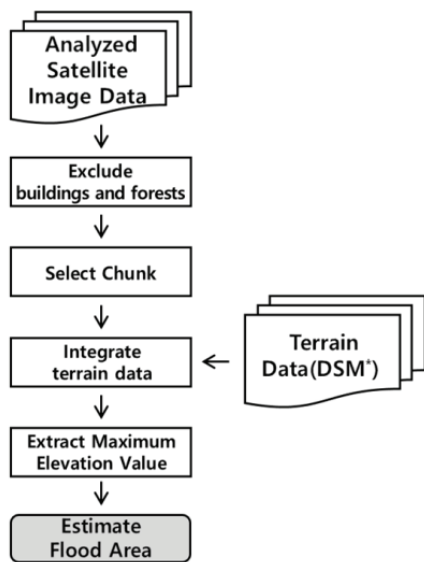 Analyzed
Satellite
Image Data
Exclude
buildings and forests
Select Chunk
Integrate
terrain data
Terrain
Data(DSM*)
Extract Maximum
Elevation Value
Estimate
Flood Area